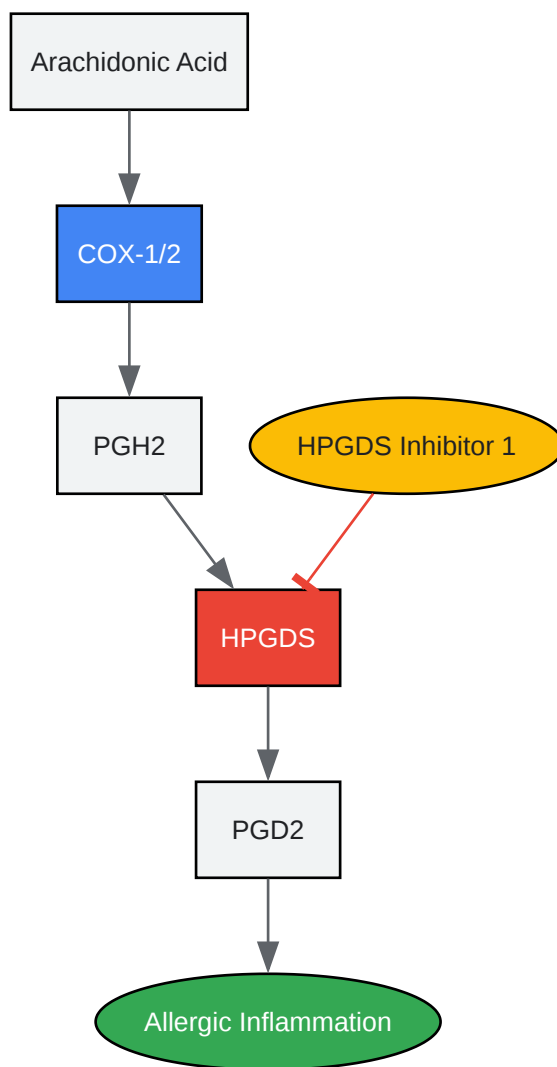 Arachidonic Acid
COX-1/2
PGH2
HPGDS Inhibitor 1
HPGDS
PGD2
Allergic Inflammation